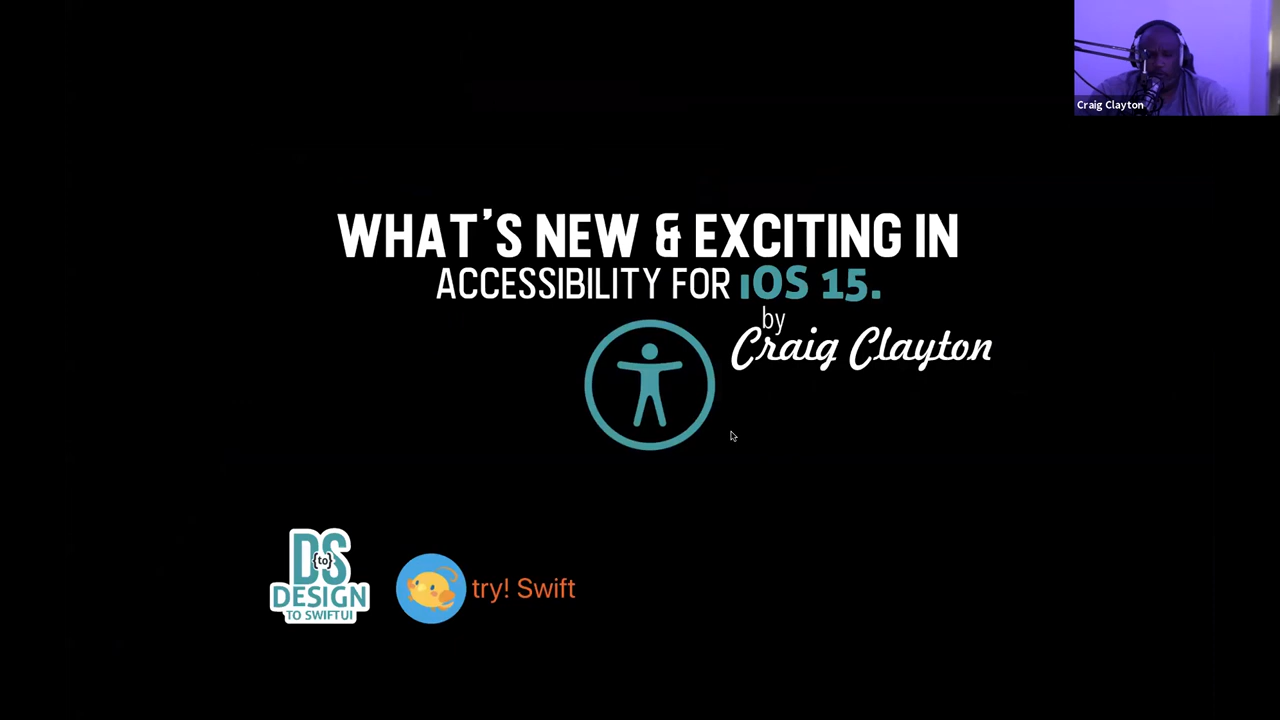 Craig Clayton
WHAT'S NEW & EXCITING IN
ACCESSIBILITY FOR iOS 15.
by
Craig Clayton
D{to}S
DESIGN
TO SWIFTUI
try! Swift